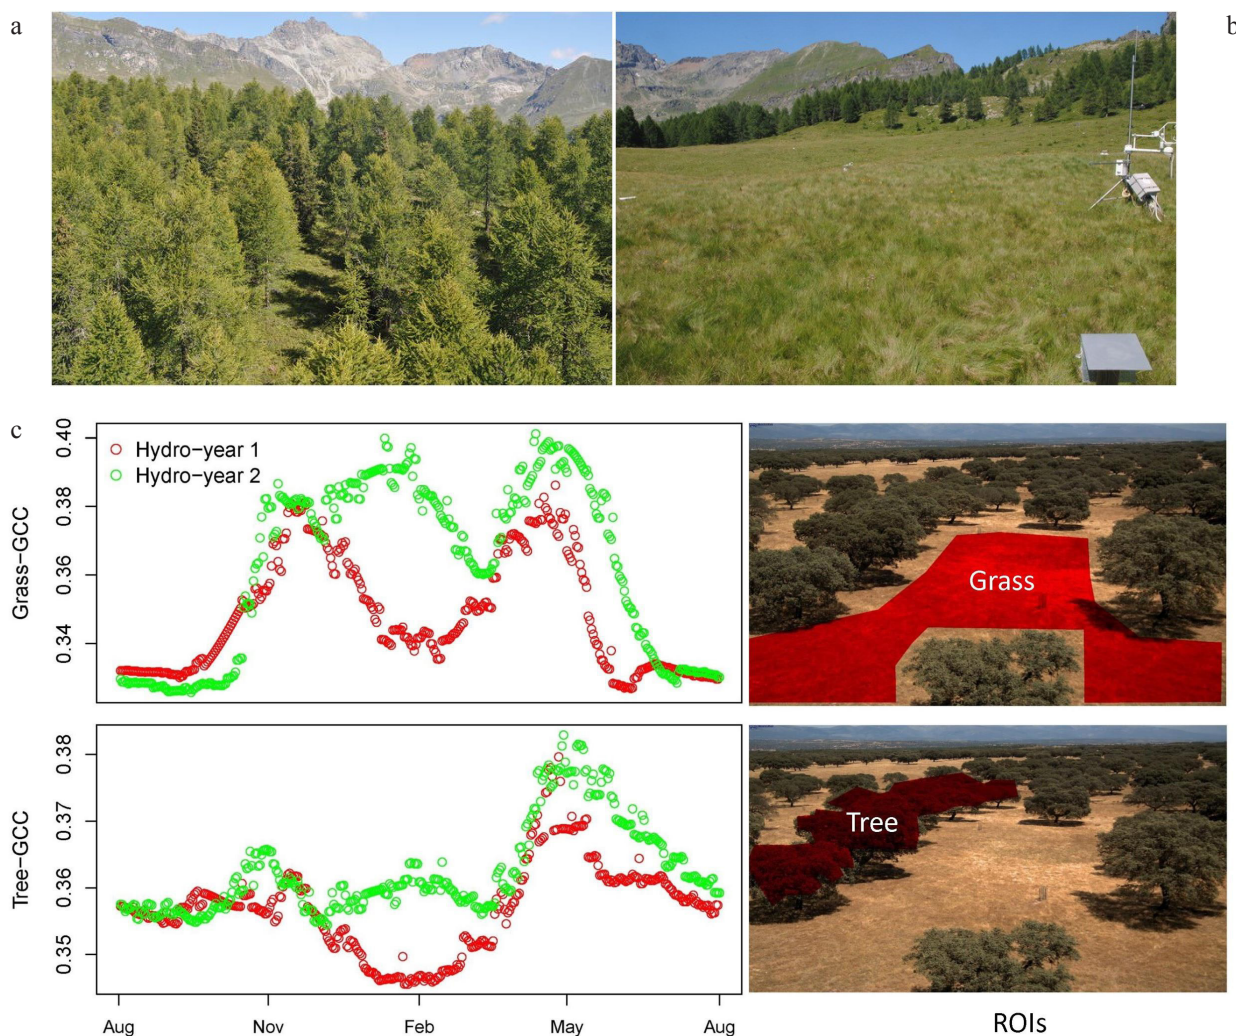 a
b
c
Grass-GCC
0.40
0.38
0.36
0.34
Hydro-year 1
Hydro-year 2
Grass
Tree-GCC
0.38
0.37
0.36
0.35
Tree
Aug
Nov
Feb
May
Aug
ROIs